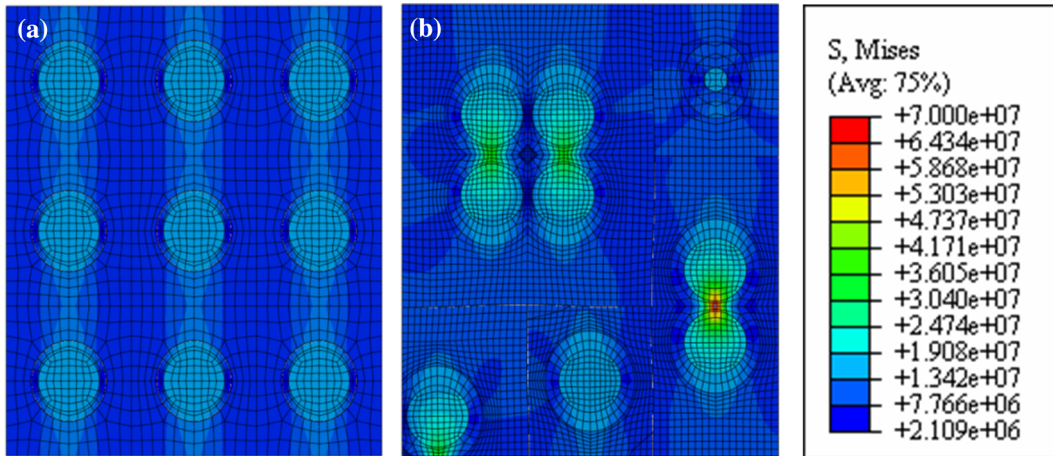 (a)
(b)
S, Mises
(Avg: 75%)
+7.000e+07
+6.434e+07
+5.868e+07
+5.303e+07
+4.737e+07
+4.171e+07
+3.605e+07
+3.040e+07
+2.474e+07
+1.908e+07
+1.342e+07
+7.766e+06
+2.109e+06